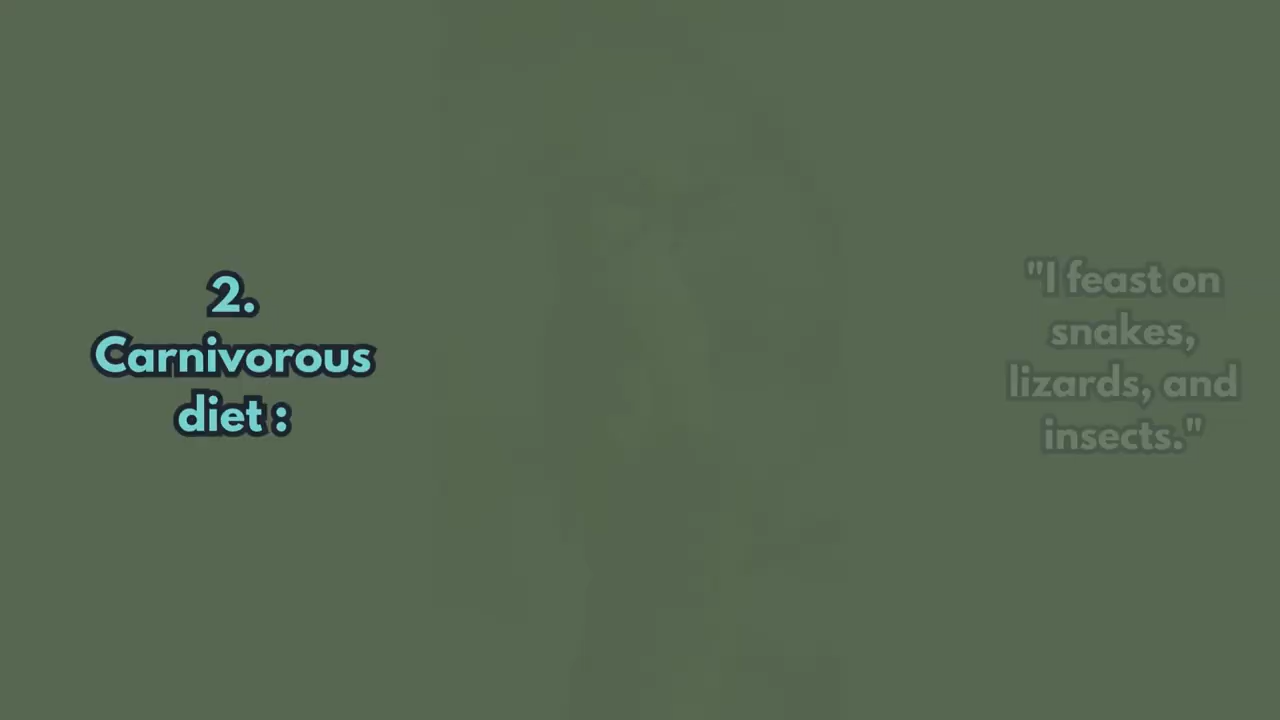 2.
Carnivorous
diet :
"I feast on
snakes,
lizards, and
insects."